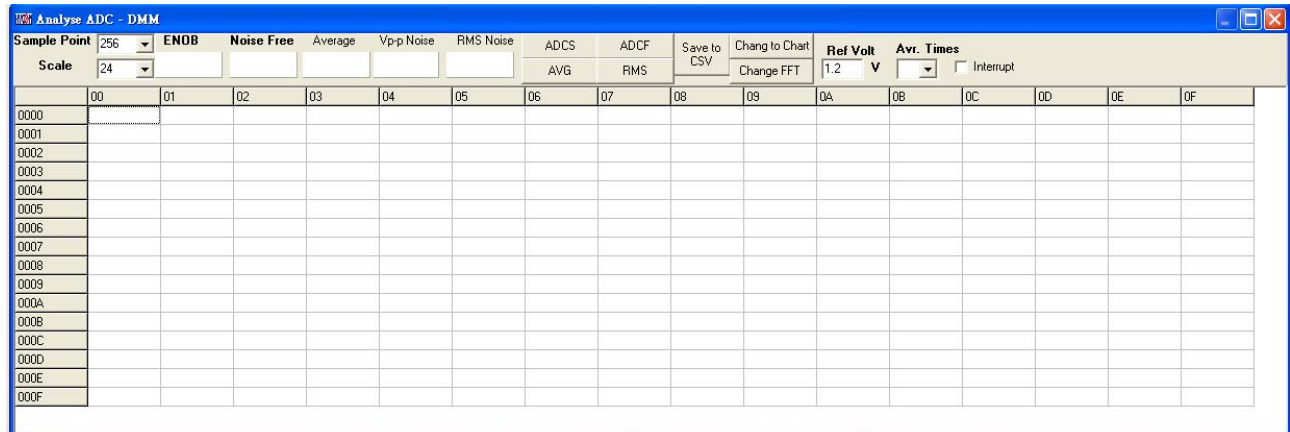 Analyse ADC - DMM
Sample Point 256 ENOB Noise Free Average Vp-p Noise RMS Noise ADCS ADCF Save to CSV Chang to Chart Ref Volt Avr. Times
Scale 24 AVG RMS Change FFT 1.2 V Interrupt
00 01 02 03 04 05 06 07 08 09 0A 0B 0C 0D 0E 0F
0000
0001
0002
0003
0004
0005
0006
0007
0008
0009
000A
000B
000C
000D
000E
000F